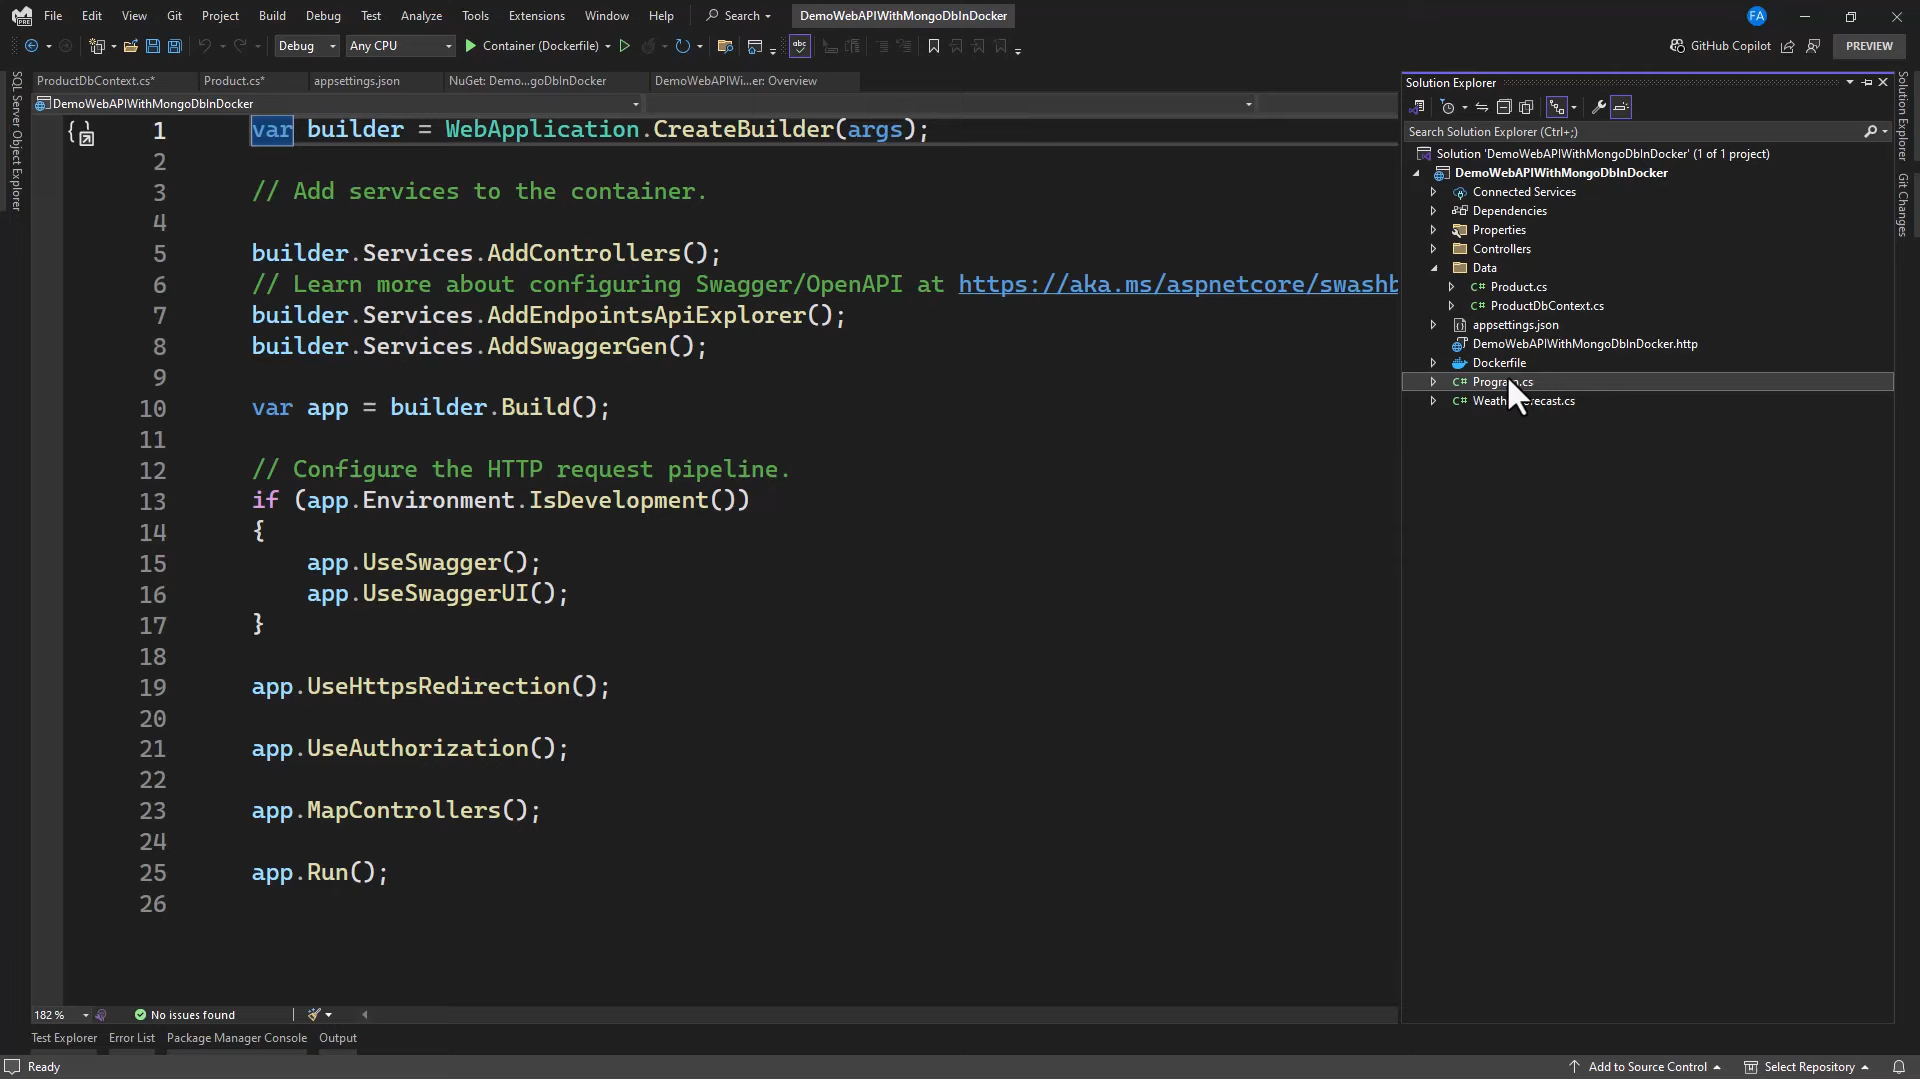 File Edit View Git Project Build Debug Test Analyze Tools Extensions Window Help Search DemoWebAPIWithMongoDbInDocker FA
Debug Any CPU Container (Dockerfile) abc GitHub Copilot PREVIEW
ProductDbContext.cs* Product.cs* appsettings.json NuGet: Demo...goDbInDocker DemoWebAPIWi...er: Overview
DemoWebAPIWithMongoDbInDocker
SQL Server Object Explorer
1 var builder = WebApplication.CreateBuilder(args);
2
3 // Add services to the container.
4
5 builder.Services.AddControllers();
6 // Learn more about configuring Swagger/OpenAPI at https://aka.ms/aspnetcore/swashb
7 builder.Services.AddEndpointsApiExplorer();
8 builder.Services.AddSwaggerGen();
9
10 var app = builder.Build();
11
12 // Configure the HTTP request pipeline.
13 if (app.Environment.IsDevelopment())
14 {
15 app.UseSwagger();
16 app.UseSwaggerUI();
17 }
18
19 app.UseHttpsRedirection();
20
21 app.UseAuthorization();
22
23 app.MapControllers();
24
25 app.Run();
26
182 % No issues found
Solution Explorer
Search Solution Explorer (Ctrl+;)
Solution 'DemoWebAPIWithMongoDbInDocker' (1 of 1 project)
DemoWebAPIWithMongoDbInDocker
Connected Services
Dependencies
Properties
Controllers
Data
C# Product.cs
C# ProductDbContext.cs
appsettings.json
DemoWebAPIWithMongoDbInDocker.http
Dockerfile
C# Program.cs
C# Weath recast.cs
Solution Explorer
Git Changes
Test Explorer Error List Package Manager Console Output
Ready Add to Source Control Select Repository